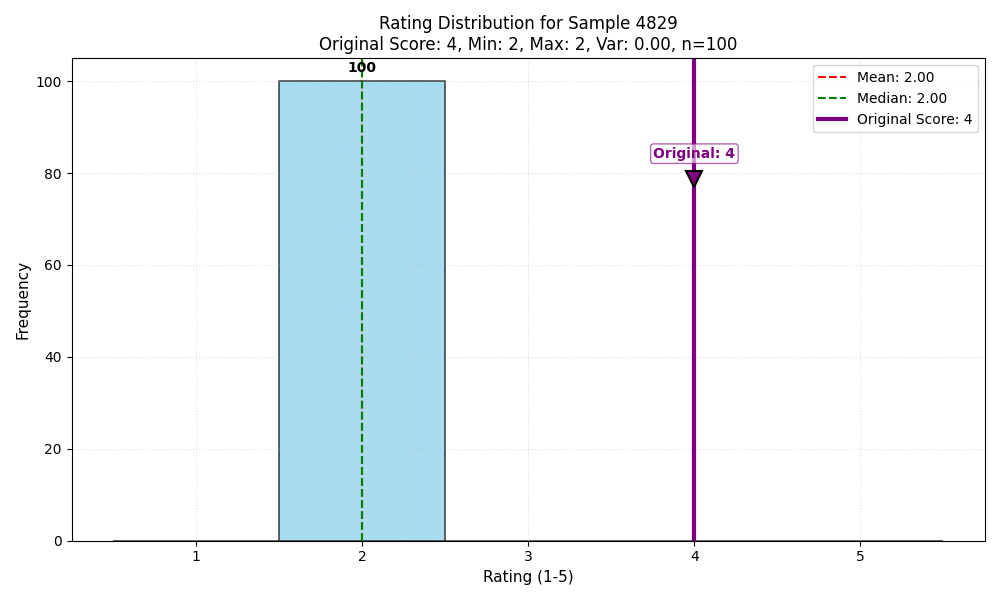 Rating Distribution for Sample 4829
Original Score: 4, Min: 2, Max: 2, Var: 0.00, n=100
Mean: 2.00
Median: 2.00
Original Score: 4
100
Original: 4
Frequency
100
80
60
40
20
0
1 2 3 4 5
Rating (1-5)